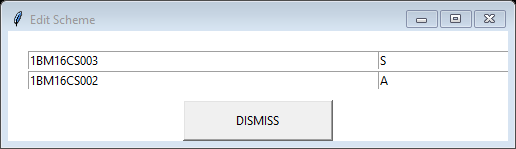 Edit Scheme
1BM16CS003 S
1BM16CS002 A
DISMISS